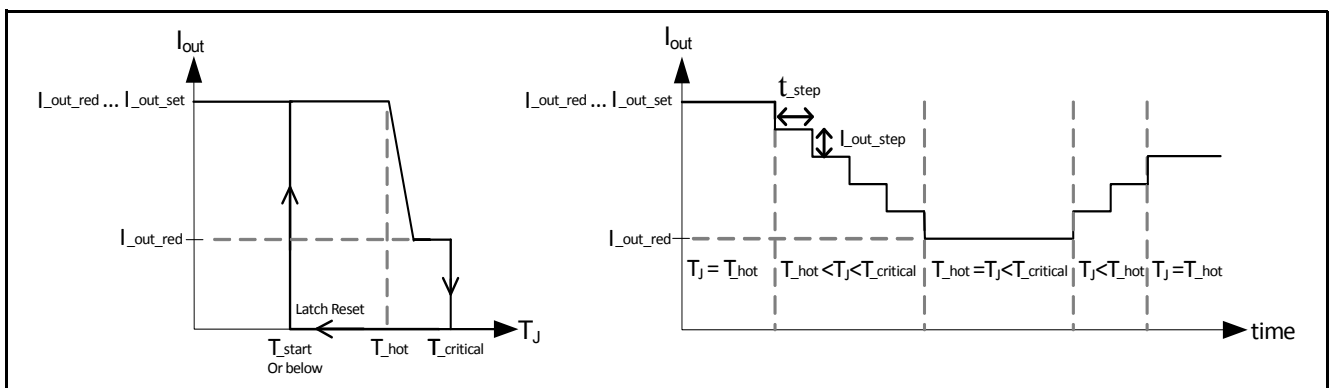 I_out
I_out_red ... I_out_set
I_out_red
Latch Reset
T_J
T_start
Or below
T_hot
T_critical
I_out
I_out_red ... I_out_set
t_step
I_out_step
I_out_red
T_J = T_hot
T_hot <T_J<T_critical
T_hot =T_J<T_critical
T_J<T_hot
T_J= T_hot
time